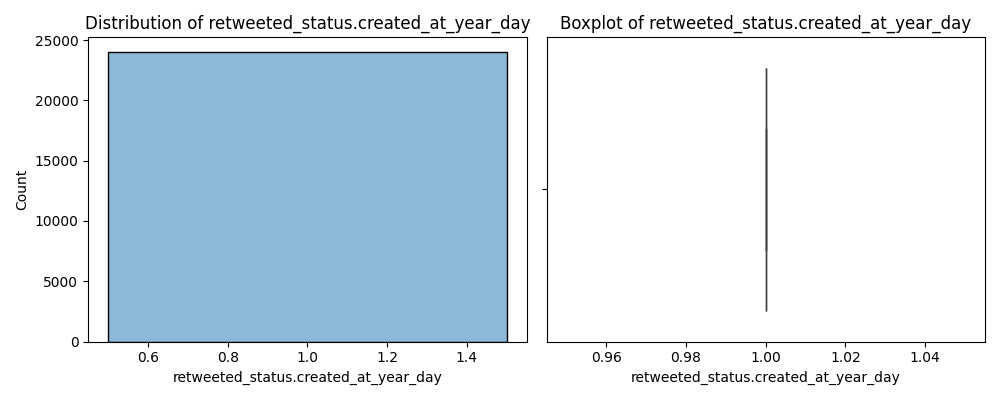 Distribution of retweeted_status.created_at_year_day
25000
20000
15000
10000
5000
0
Count
0.6 0.8 1.0 1.2 1.4
retweeted_status.created_at_year_day
Boxplot of retweeted_status.created_at_year_day
0.96 0.98 1.00 1.02 1.04
retweeted_status.created_at_year_day